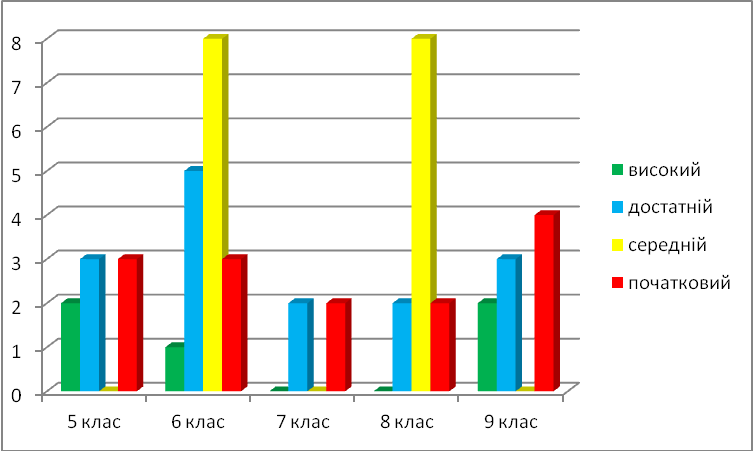 8
7
6
5
4
3
2
1
0
5 клас
6 клас
7 клас
8 клас
9 клас
високий
достатній
середній
початковий